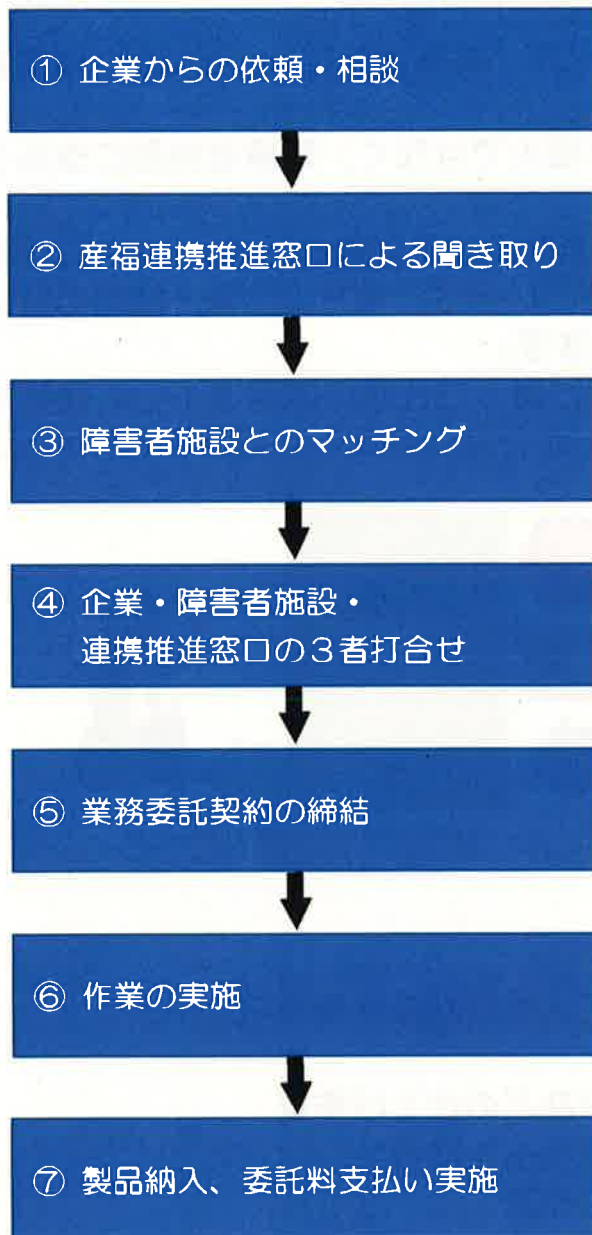 ① 企業からの依頼・相談
② 産福連携推進窓口による聞き取り
③ 障害者施設とのマッチング
④ 企業・障害者施設・
連携推進窓口の３者打合せ
⑤ 業務委託契約の締結
⑥ 作業の実施
⑦ 製品納入、委託料支払い実施